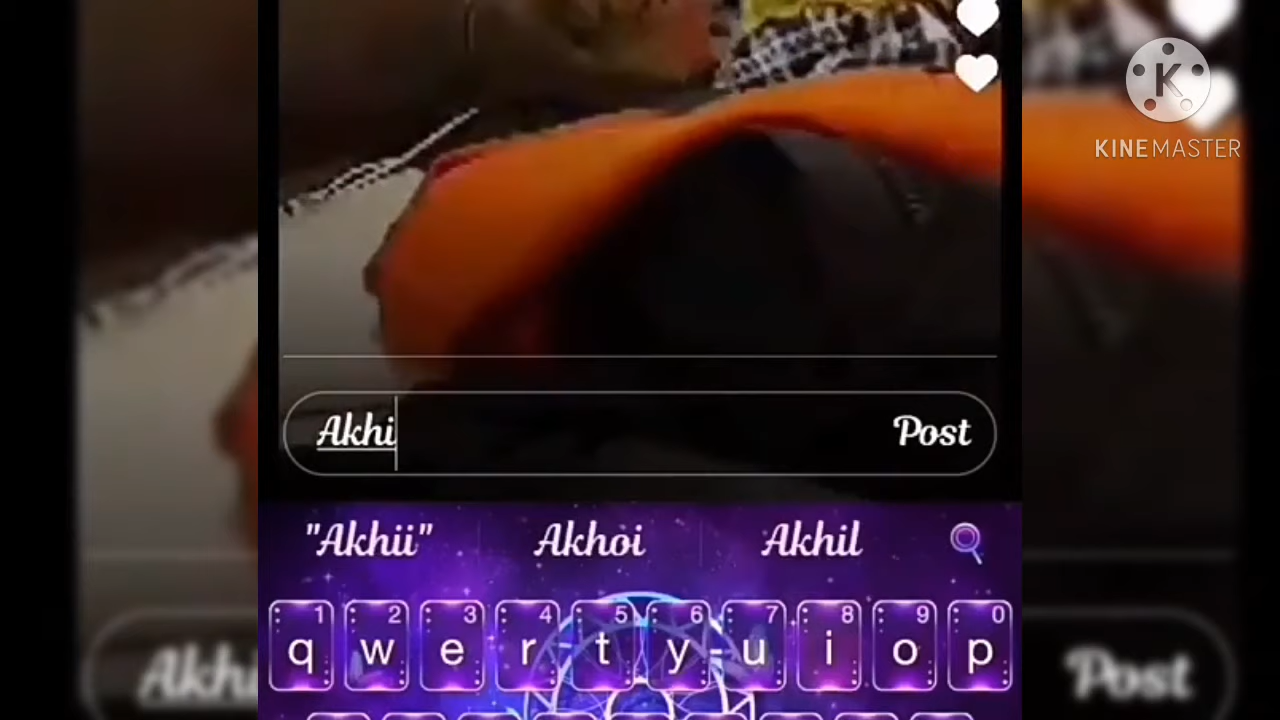 KINEMASTER
Akhi Post
"Akhii" Akhoi Akhil
1 2 3 4 5 6 7 8 9 0
q w e r t y u i o p